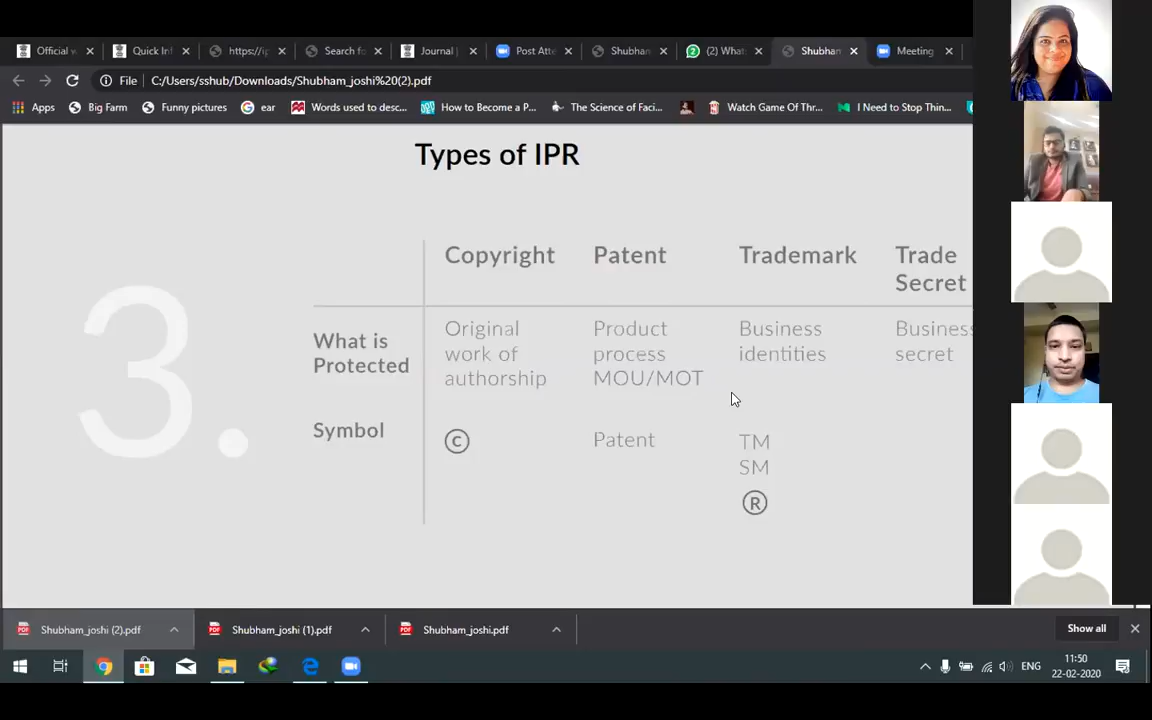 Official
Quick In
https://i
Search fo
Journal
Post Atte
Shubham
(2) What
Shubham
Meeting
File C:/Users/sshub/Downloads/Shubham_joshi%20(2).pdf
Apps Big Farm Funny pictures ear Words used to desc... How to Become a P... The Science of Faci... Watch Game Of Thr... I Need to Stop Thin...
Types of IPR
3.
Copyright Patent Trademark Trade
Secret
What is
Protected
Original
work of
authorship
Product
process
MOU/MOT
Business
identities
Business
secret
Symbol
©
Patent
TM
SM
®
Shubham_joshi (2).pdf Shubham_joshi (1).pdf Shubham_joshi.pdf Show all
ENG
11:50
22-02-2020